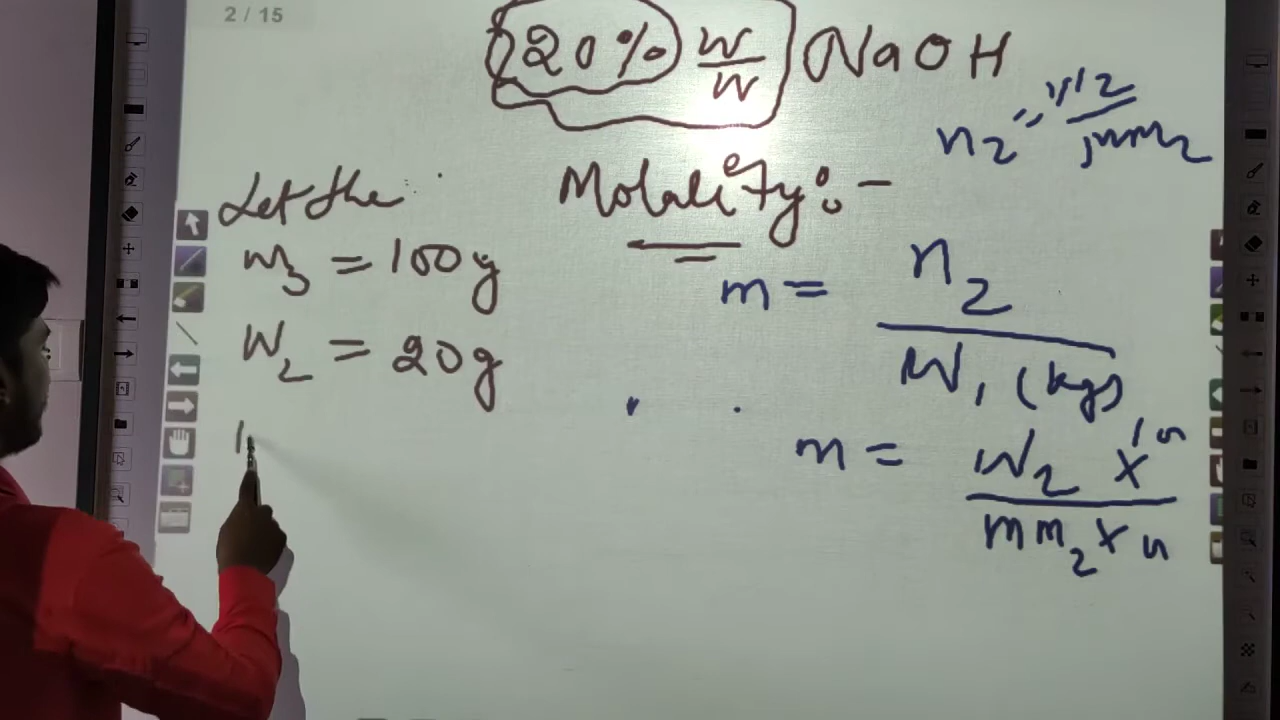 2 / 15
20% W/W NaOH
n2 = W2/mm2
Let the
Molality :-
W3 = 100g
m = n2/W1 (kg)
W2 = 20g
m = W2 × 10/mm2 ×